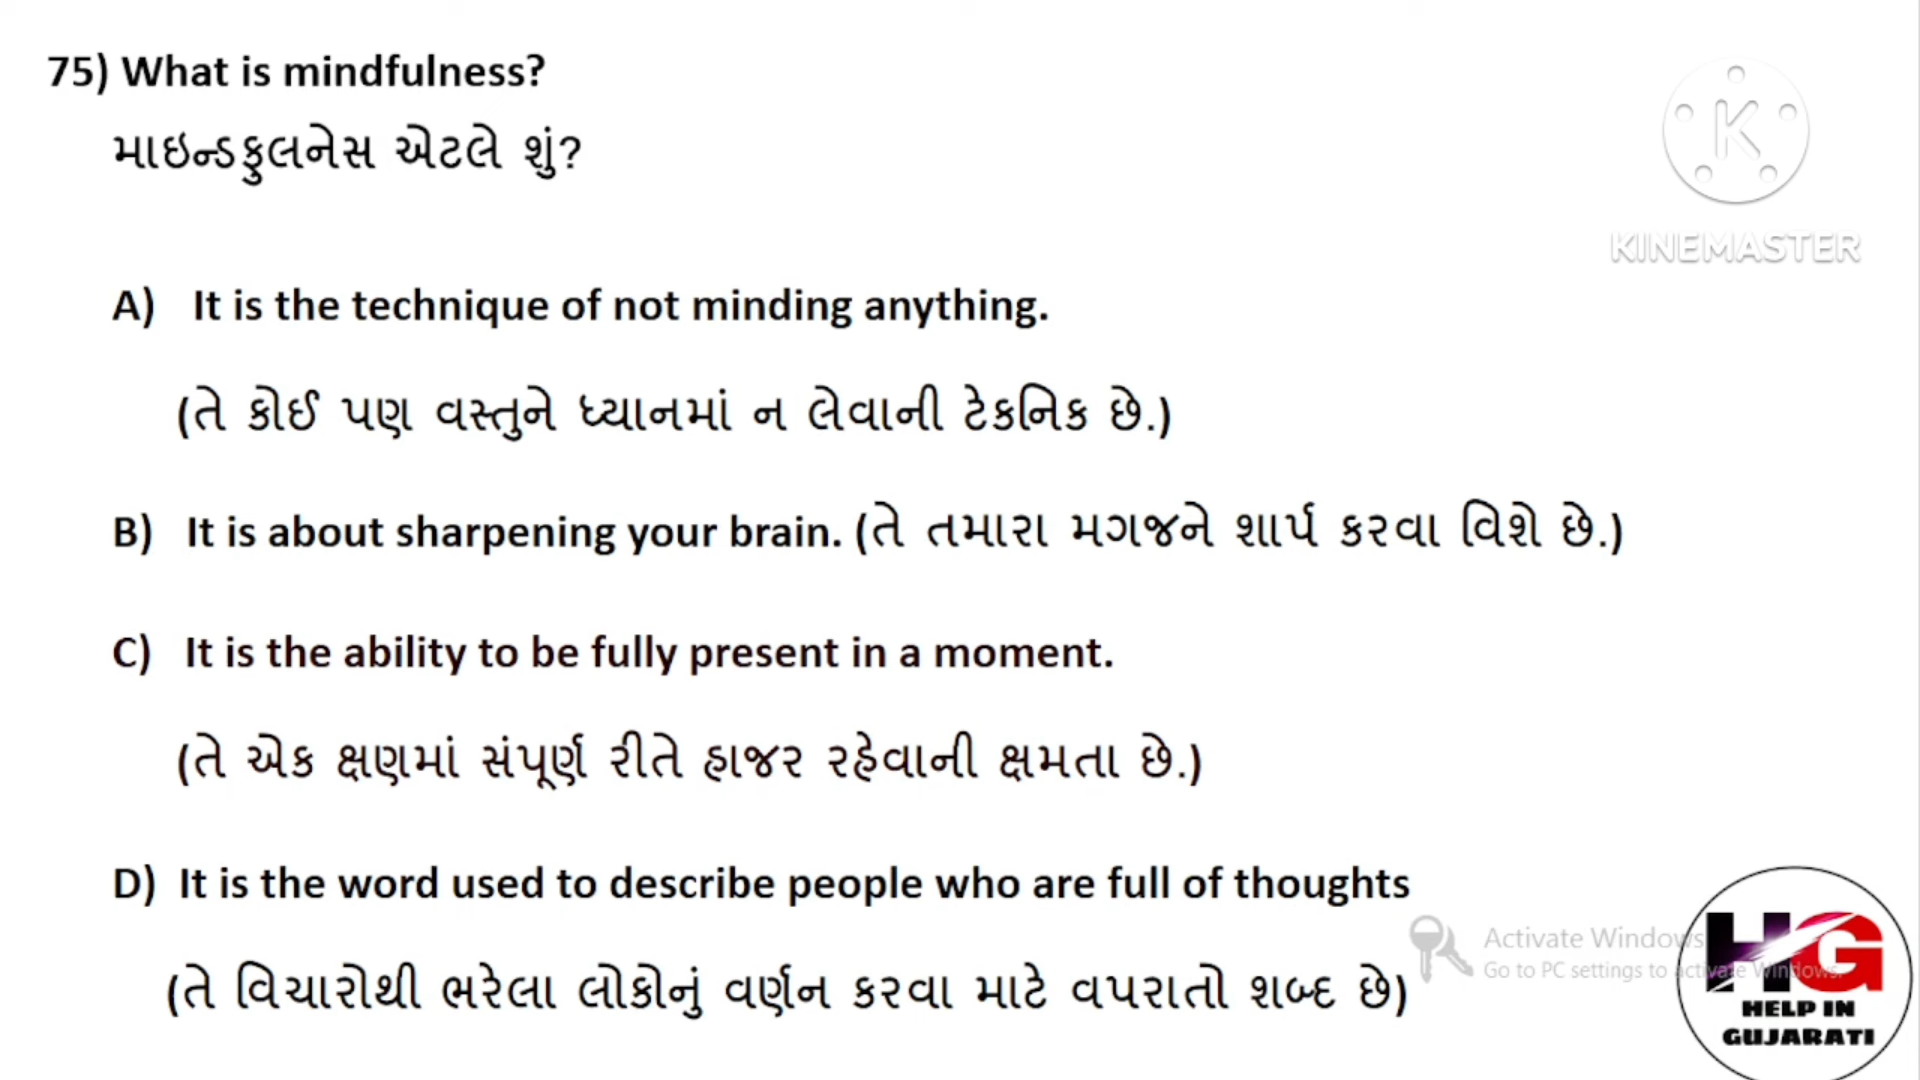 75) What is mindfulness?
માઇન્ડફુલનેસ એટલે શું?
K
KINEMASTER
A) It is the technique of not minding anything.
(તે કોઈ પણ વસ્તુને ધ્યાનમાં ન લેવાની ટેકનિક છે.)
B) It is about sharpening your brain. (તે તમારા મગજને શાર્પ કરવા વિશે છે.)
C) It is the ability to be fully present in a moment.
(તે એક ક્ષણમાં સંપૂર્ણ રીતે હાજર રહેવાની ક્ષમતા છે.)
D) It is the word used to describe people who are full of thoughts
(તે વિચારોથી ભરેલા લોકોનું વર્ણન કરવા માટે વપરાતો શબ્દ છે)
Activate Windows
Go to PC settings to activate Windows.
HG
HELP IN
GUJARATI